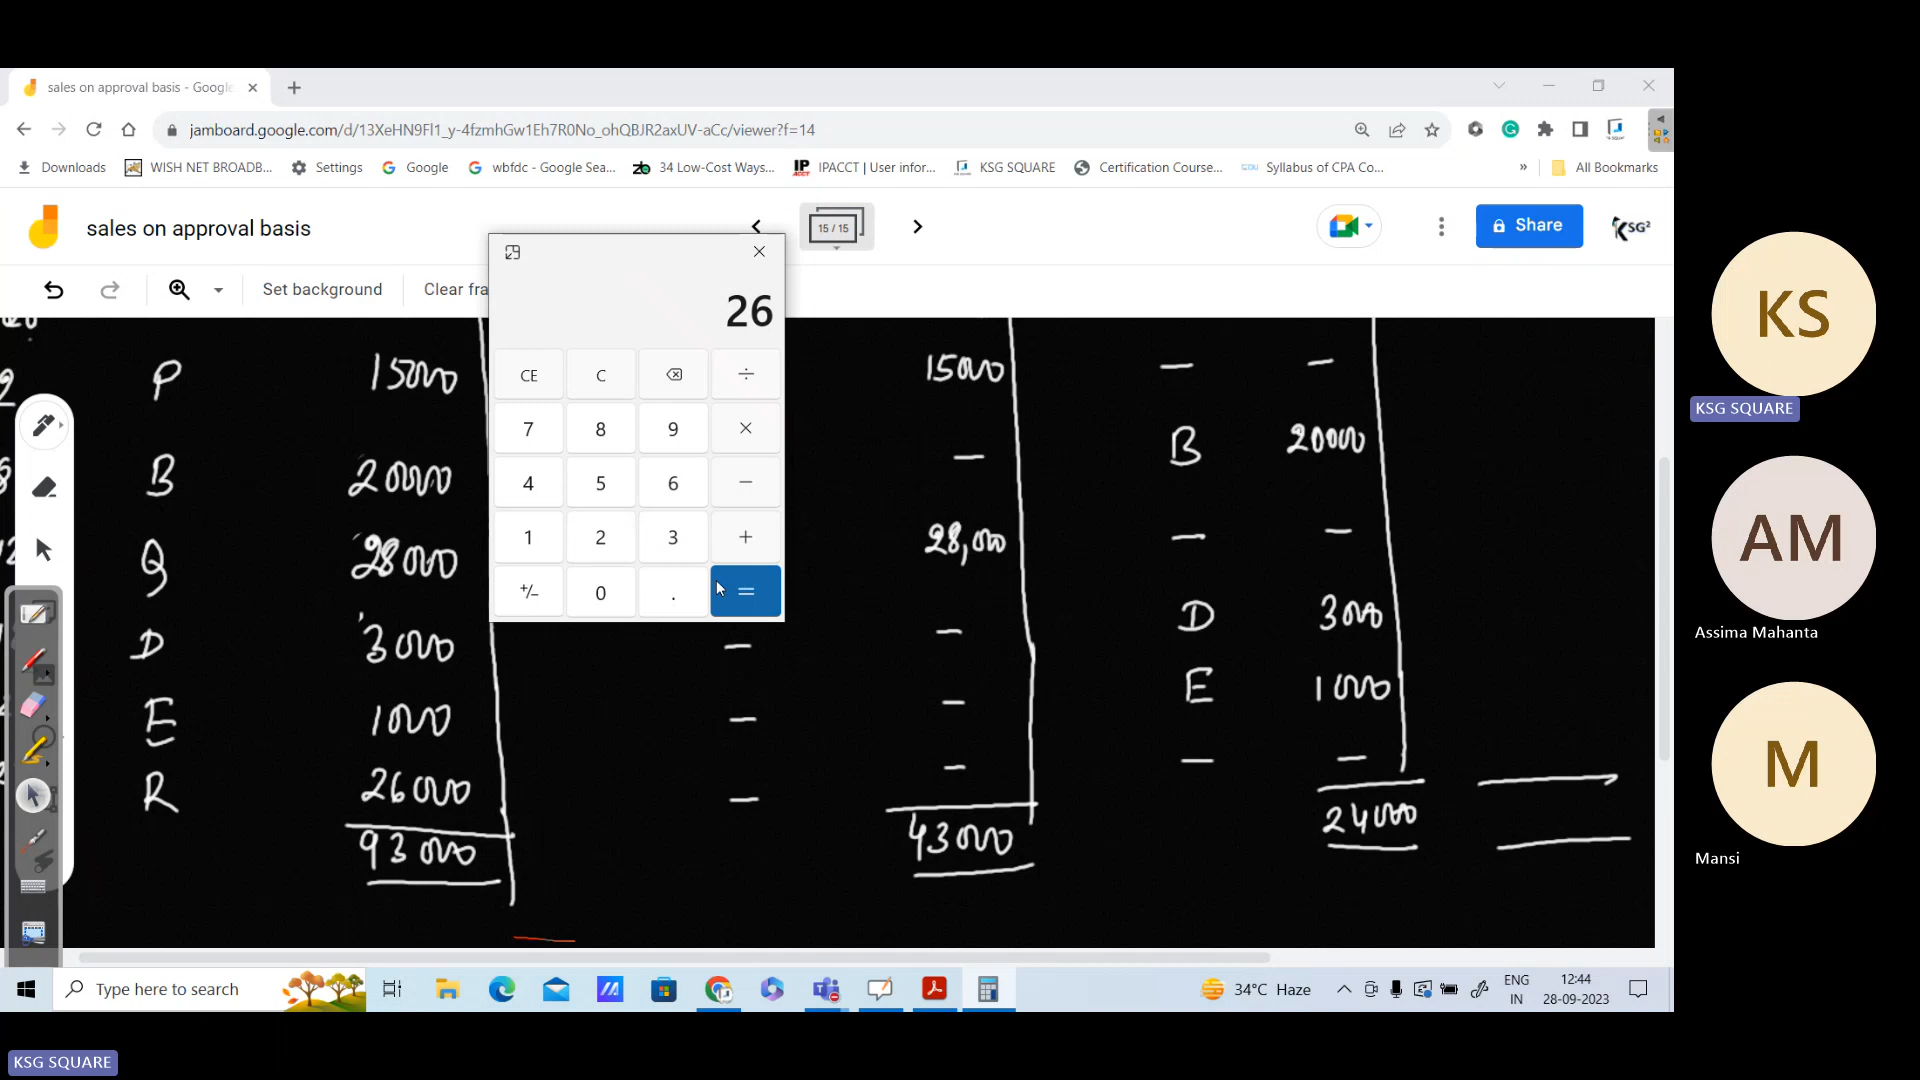 sales on approval basis - Google
jamboard.google.com/d/13XeHN9Fl1_y-4fzmhGw1Eh7R0No_ohQBJR2axUV-aCc/viewer?f=14
Downloads WISH NET BROADB... Settings Google wbfdc - Google Sea... 34 Low-Cost Ways... IPACCT | User infor... KSG SQUARE Certification Course... Syllabus of CPA Co... » All Bookmarks
sales on approval basis 15 / 15 Share KSG²
Set background Clear fra
26
CE C ÷
7 8 9 ×
4 5 6 −
1 2 3 +
+/− 0 . =
P 15000 15000 — —
B 20000 — B 20000
Q 28000 28,000 — —
D 3000 — — D 3000
E 1000 — — E 1000
R 26000 — — — —
93000 43000 24000
KS
KSG SQUARE
AM
Assima Mahanta
M
Mansi
Type here to search 34°C Haze ENG IN 12:44 28-09-2023
KSG SQUARE